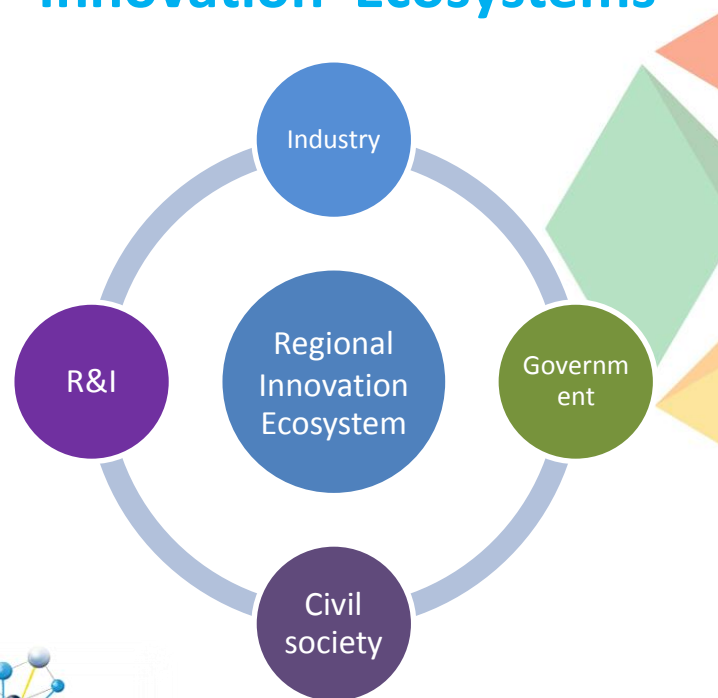 Innovation Ecosystems
Industry
R&I
Regional
Innovation
Ecosystem
Governm
ent
Civil
society